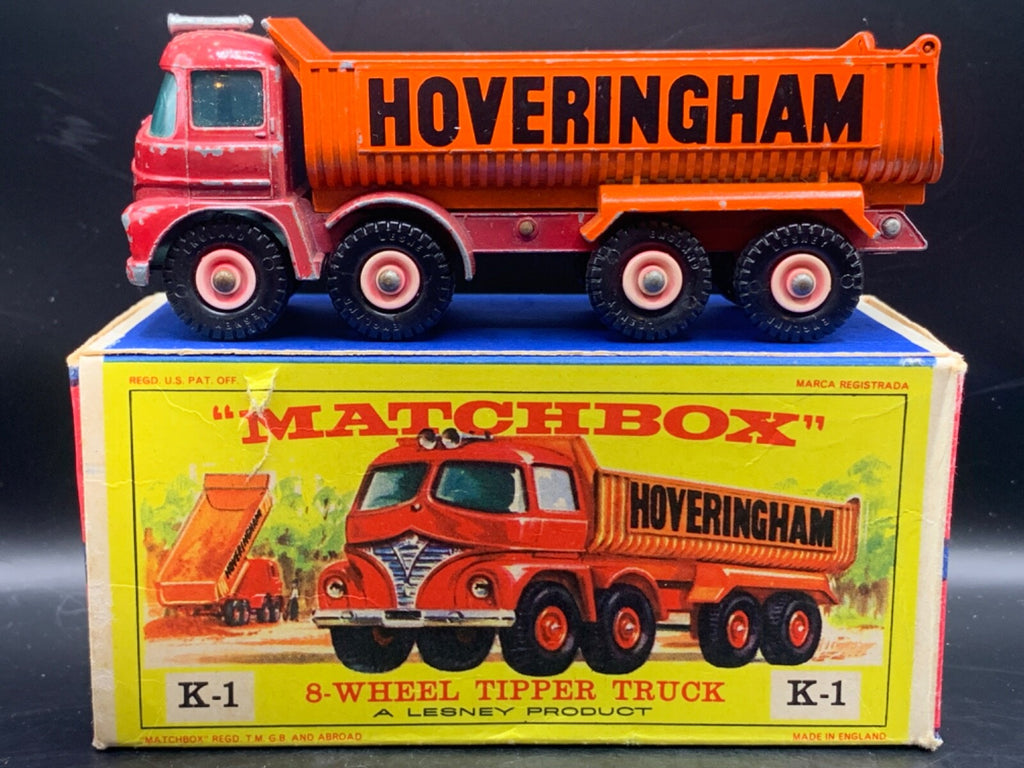 HOVERINGHAM
REGD. U.S. PAT. OFF.
MARCA REGISTRADA
"MATCHBOX"
HOVERINGHAM
HOVERINGHAM
K-1
8-WHEEL TIPPER TRUCK
K-1
A LESNEY PRODUCT
"MATCHBOX" REGD. T.M. G.B. AND ABROAD
MADE IN ENGLAND